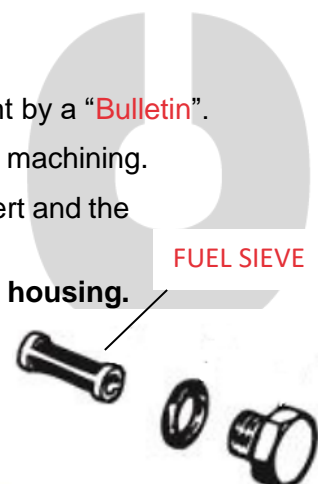 nt by a “Bulletin”.
machining.
ert and the
housing.
FUEL SIEVE